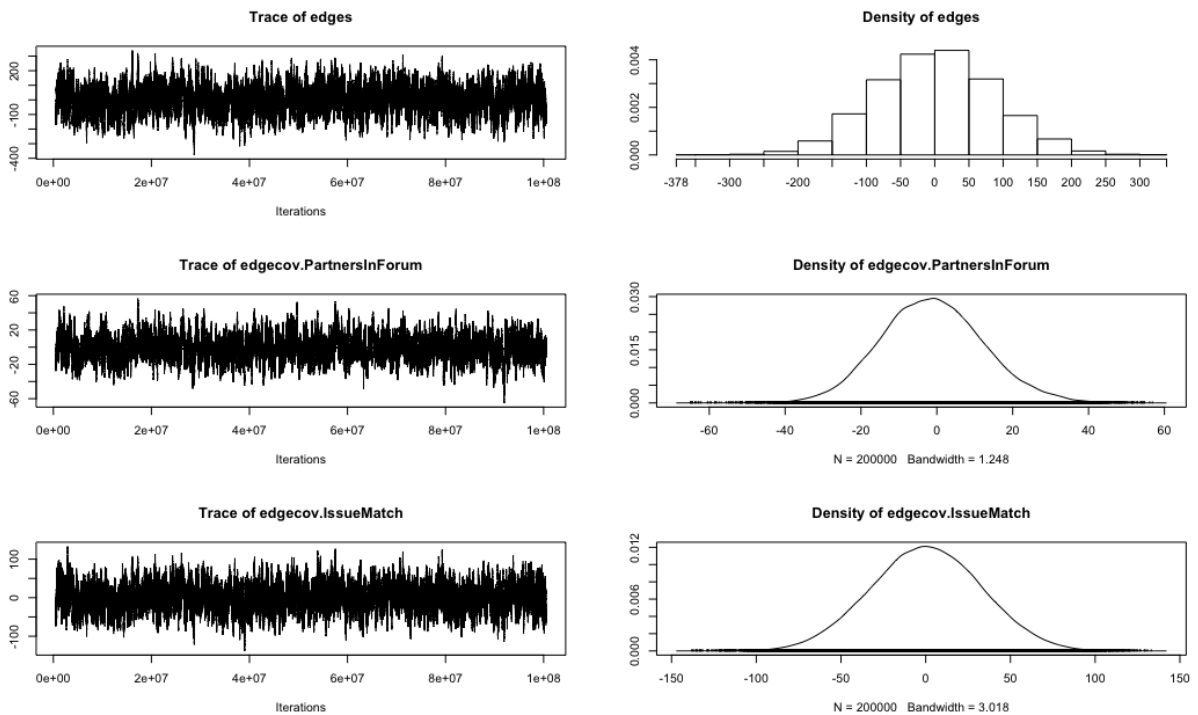 Trace of edges
200
-100
-400
0e+00 2e+07 4e+07 6e+07 8e+07 1e+08
Iterations
Density of edges
0.004
0.002
0.000
-378 -300 -200 -100 -50 0 50 100 150 200 250 300
Trace of edgecov.PartnersInForum
60
20
-20
-60
0e+00 2e+07 4e+07 6e+07 8e+07 1e+08
Iterations
Density of edgecov.PartnersInForum
0.030
0.015
0.000
-60 -40 -20 0 20 40 60
N = 200000 Bandwidth = 1.248
Trace of edgecov.IssueMatch
100
0
-100
0e+00 2e+07 4e+07 6e+07 8e+07 1e+08
Iterations
Density of edgecov.IssueMatch
0.012
0.006
0.000
-150 -100 -50 0 50 100 150
N = 200000 Bandwidth = 3.018